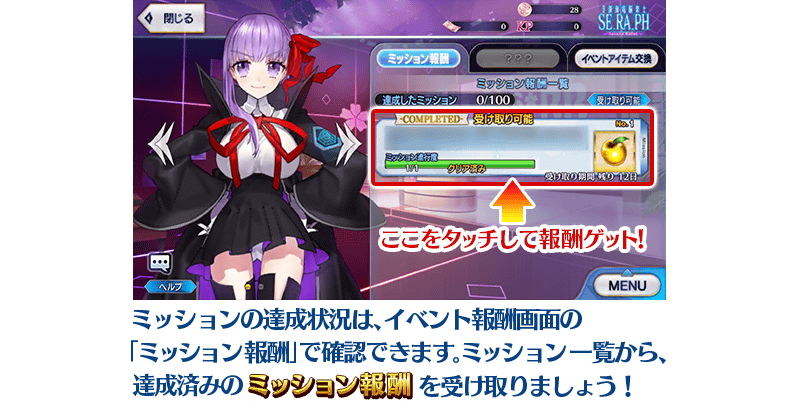 閉じる
28
0
KP 0
月深海電脳楽土
SE.RA.PH
ミッション報酬
？？？
イベントアイテム交換
ミッション報酬一覧
達成したミッション 0/100
受け取り可能
-COMPLETED- 受け取り可能
No.1
ミッション進行度
1/1 クリア済み
受け取り期間 残り 12日
ここをタッチして報酬ゲット!
ヘルプ
MENU
ミッションの達成状況は、イベント報酬画面の
「ミッション報酬」で確認できます。ミッション一覧から、
達成済みの ミッション報酬 を受け取りましょう！